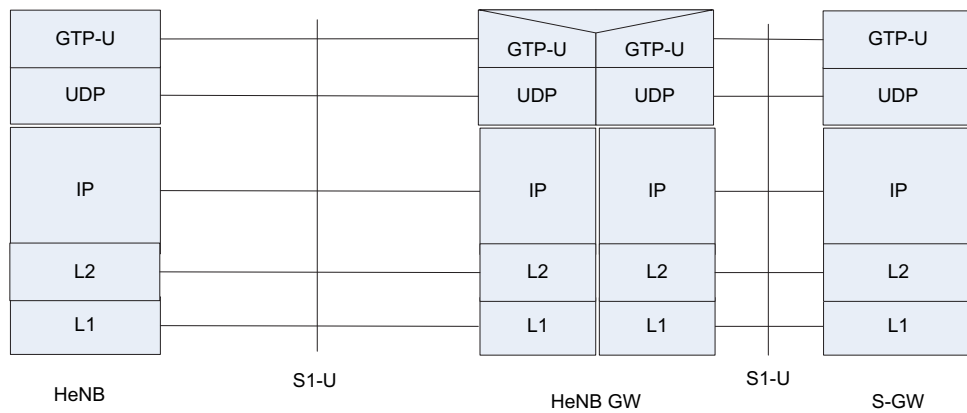 GTP-U
GTP-U
GTP-U
GTP-U
UDP
UDP
UDP
UDP
IP
IP
IP
IP
L2
L2
L2
L2
L1
L1
L1
L1
HeNB
S1-U
HeNB GW
S1-U
S-GW